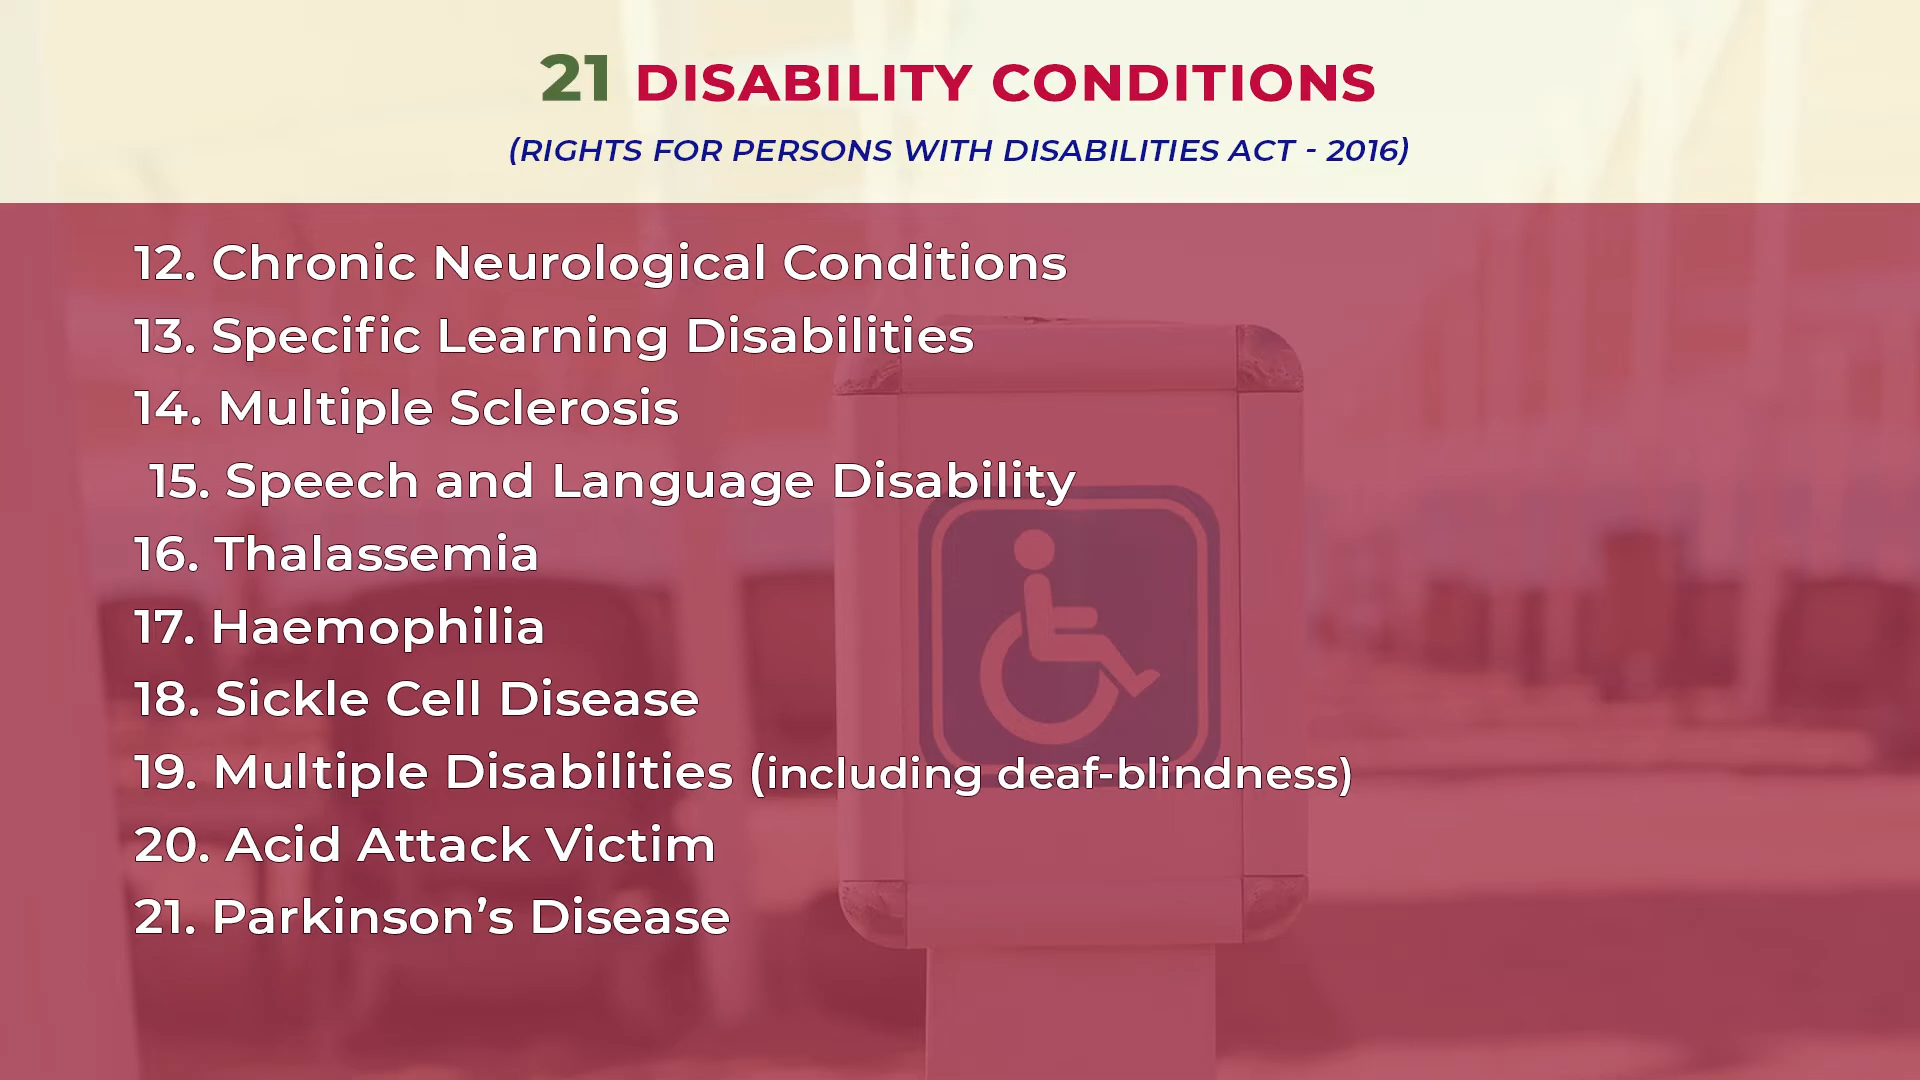 21 DISABILITY CONDITIONS
(RIGHTS FOR PERSONS WITH DISABILITIES ACT - 2016)
12. Chronic Neurological Conditions
13. Specific Learning Disabilities
14. Multiple Sclerosis
15. Speech and Language Disability
16. Thalassemia
17. Haemophilia
18. Sickle Cell Disease
19. Multiple Disabilities (including deaf-blindness)
20. Acid Attack Victim
21. Parkinson’s Disease